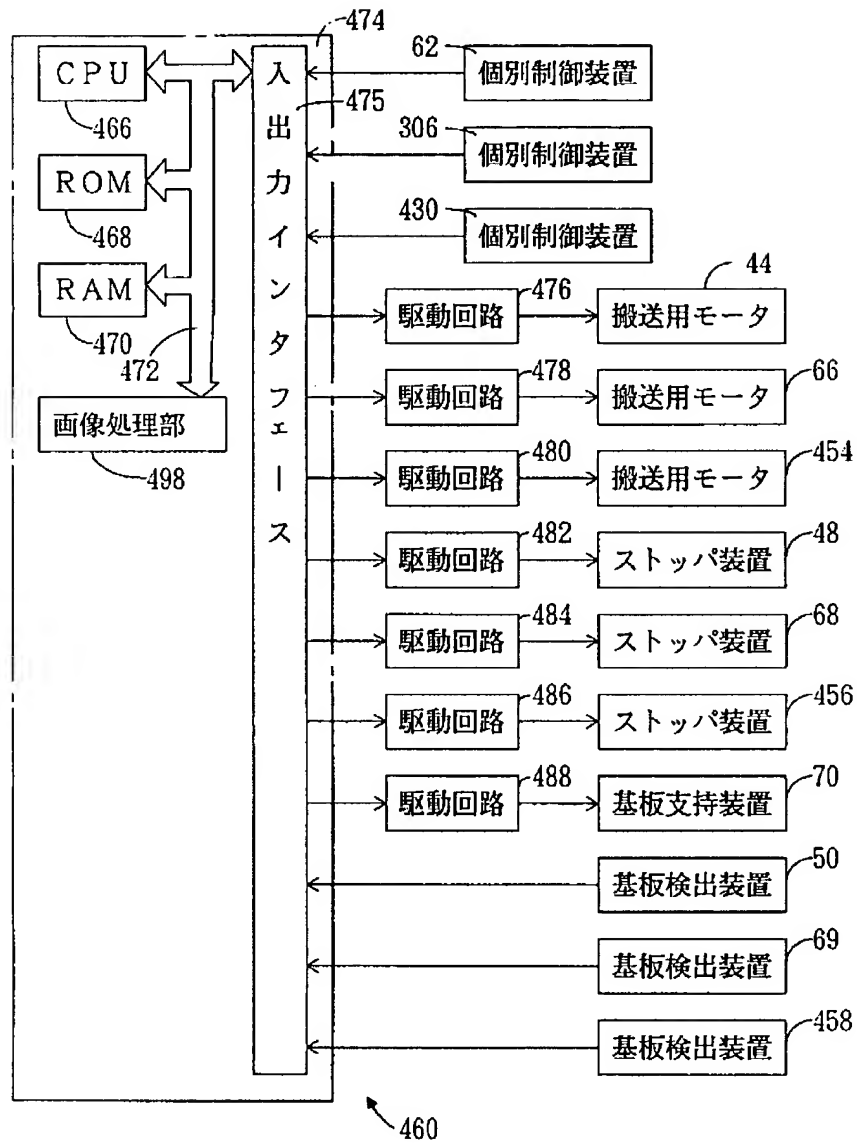 474
CPU
466
ROM
468
RAM
470
472
画像処理部
498
入出力インタフェース
475
62
個別制御装置
306
個別制御装置
430
個別制御装置
476
駆動回路
44
搬送用モータ
478
駆動回路
66
搬送用モータ
480
駆動回路
454
搬送用モータ
482
駆動回路
48
ストッパ装置
484
駆動回路
68
ストッパ装置
486
駆動回路
456
ストッパ装置
488
駆動回路
70
基板支持装置
50
基板検出装置
69
基板検出装置
458
基板検出装置
460